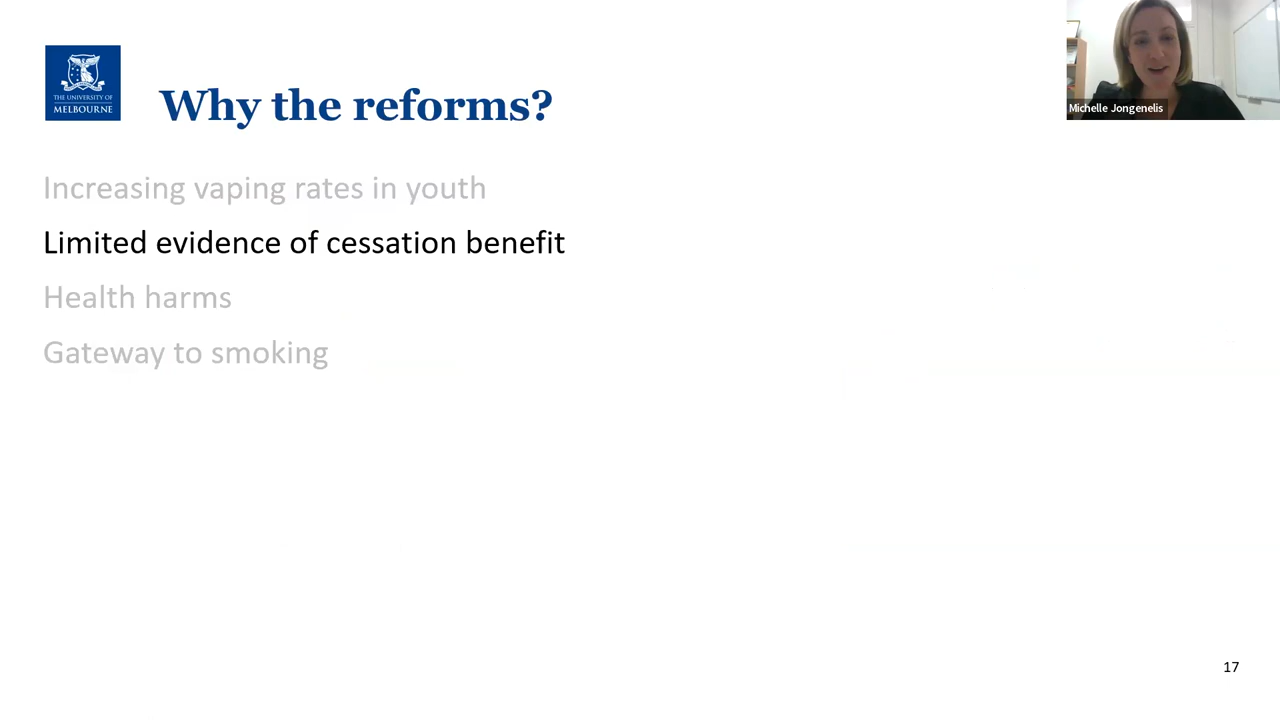 THE UNIVERSITY OF
MELBOURNE
Why the reforms?
Michelle Jongenelis
Increasing vaping rates in youth
Limited evidence of cessation benefit
Health harms
Gateway to smoking
17